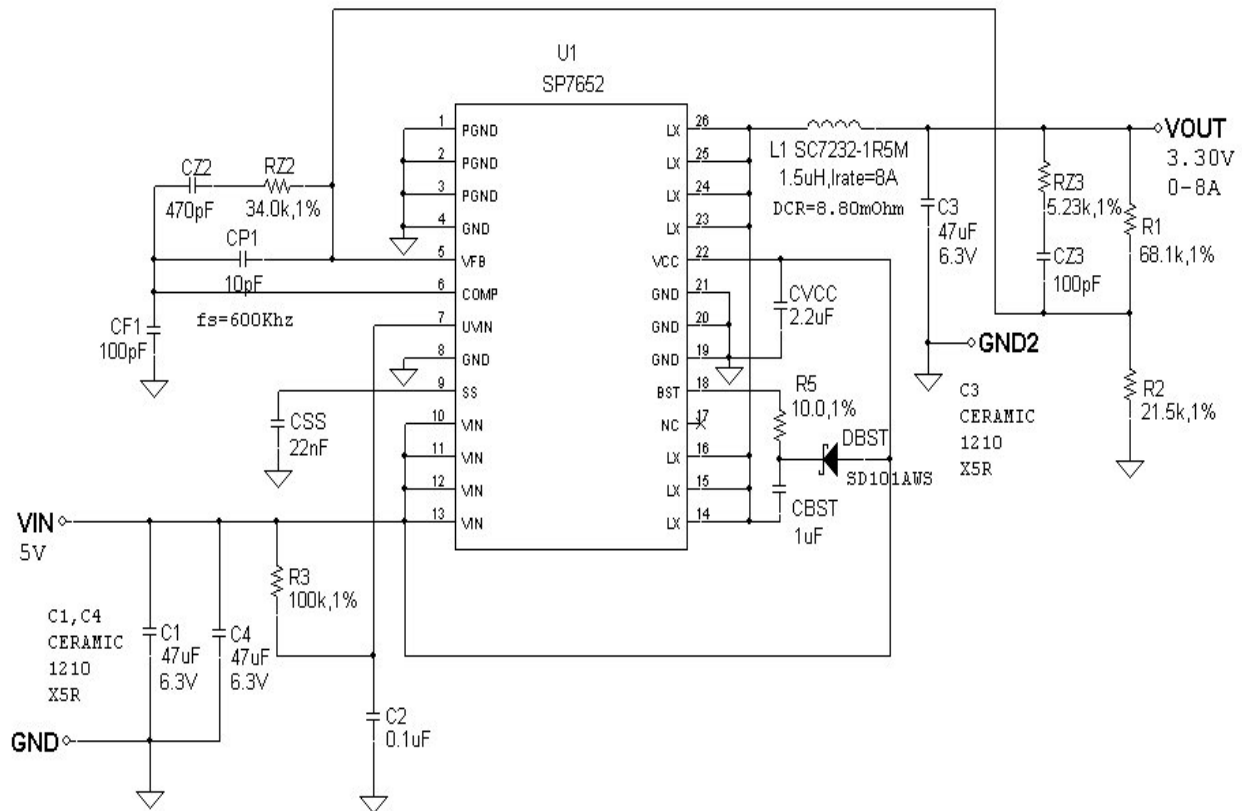 U1
SP7652
1 PGND
2 PGND
3 PGND
4 GND
5 VFB
6 COMP
7 UVIN
8 GND
9 SS
10 VIN
11 VIN
12 VIN
13 VIN
LX 26
LX 25
LX 24
LX 23
VCC 22
GND 21
GND 20
GND 19
BST 18
NC 17
LX 16
LX 15
LX 14
CZ2
470pF
RZ2
34.0k,1%
CP1
10pF
fs=600Khz
CF1
100pF
CSS
22nF
VIN
5V
R3
100k,1%
C1,C4
CERAMIC
1210
X5R
C1
47uF
6.3V
C4
47uF
6.3V
GND
C2
0.1uF
L1 SC7232-1R5M
1.5uH,Irate=8A
DCR=8.80mOhm
CVCC
2.2uF
R5
10.0,1%
DBST
SD101AWS
CBST
1uF
C3
47uF
6.3V
RZ3
5.23k,1%
CZ3
100pF
R1
68.1k,1%
VOUT
3.30V
0-8A
GND2
C3
CERAMIC
1210
X5R
R2
21.5k,1%